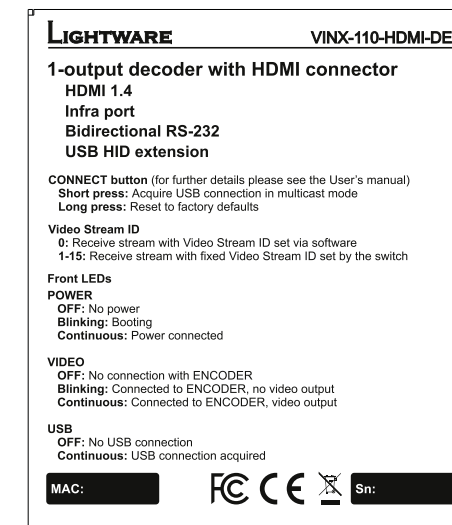 LIGHTWARE VINX-110-HDMI-DE
1-output decoder with HDMI connector
HDMI 1.4
Infra port
Bidirectional RS-232
USB HID extension
CONNECT button (for further details please see the User's manual)
Short press: Acquire USB connection in multicast mode
Long press: Reset to factory defaults
Video Stream ID
0: Receive stream with Video Stream ID set via software
1-15: Receive stream with fixed Video Stream ID set by the switch
Front LEDs
POWER
OFF: No power
Blinking: Booting
Continuous: Power connected
VIDEO
OFF: No connection with ENCODER
Blinking: Connected to ENCODER, no video output
Continuous: Connected to ENCODER, video output
USB
OFF: No USB connection
Continuous: USB connection acquired
MAC: FC CE Sn: